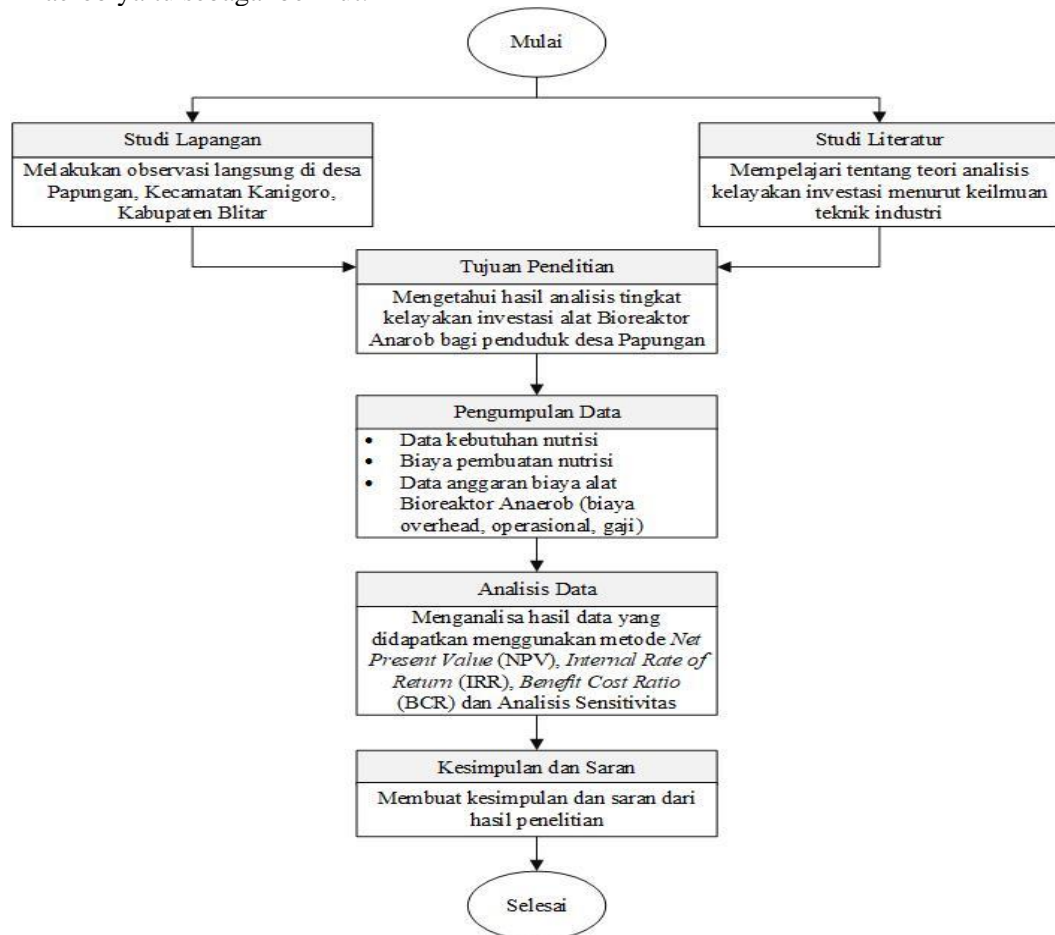 Mulai
Studi Lapangan
Melakukan observasi langsung di desa
Papungan, Kecamatan Kanigoro,
Kabupaten Blitar
Studi Literatur
Mempelajari tentang teori analisis
kelayakan investasi menurut keilmuan
teknik industri
Tujuan Penelitian
Mengetahui hasil analisis tingkat
kelayakan investasi alat Bioreaktor
Anarob bagi penduduk desa Papungan
Pengumpulan Data
• Data kebutuhan nutrisi
• Biaya pembuatan nutrisi
• Data anggaran biaya alat
Bioreaktor Anaerob (biaya
overhead, operasional, gaji)
Analisis Data
Menganalisa hasil data yang
didapatkan menggunakan metode Net
Present Value (NPV), Internal Rate of
Return (IRR), Benefit Cost Ratio
(BCR) dan Analisis Sensitivitas
Kesimpulan dan Saran
Membuat kesimpulan dan saran dari
hasil penelitian
Selesai